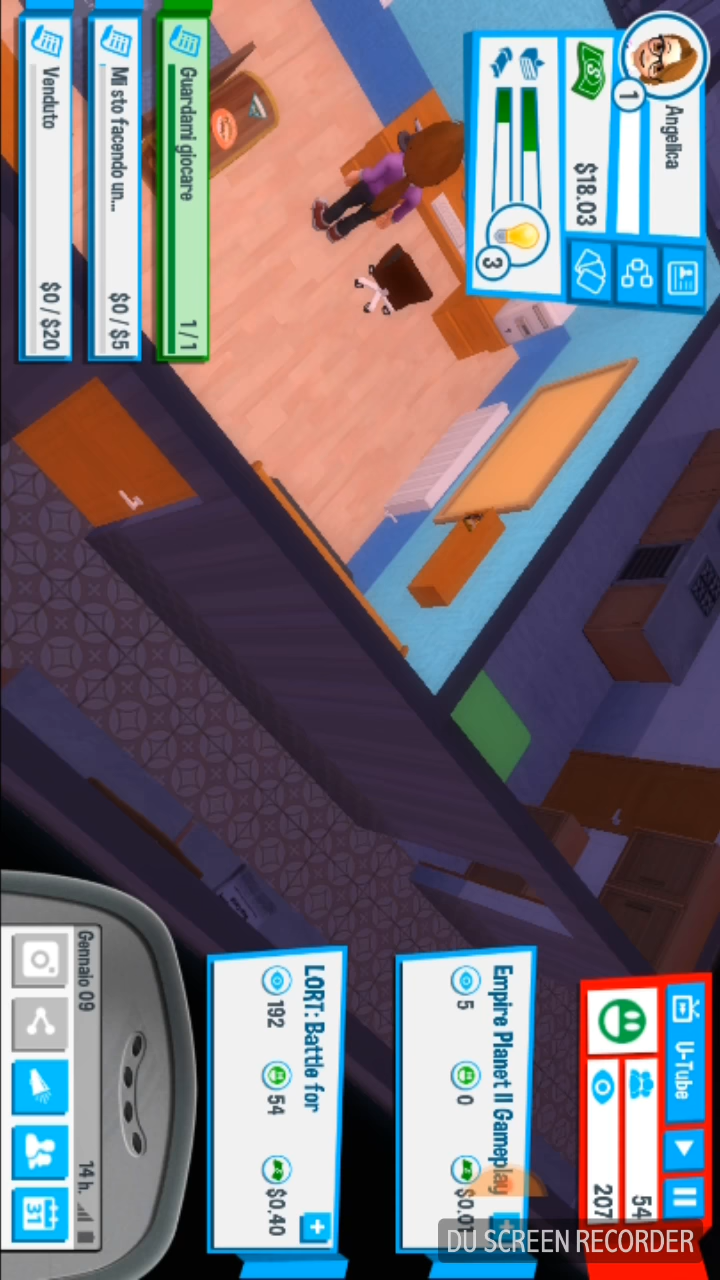 Angelica
1
$18.03
3
Guardami giocare
1/1
Mi sto facendo un...
$0 / $5
Venduto
$0 / $20
U-Tube
54
207
Empire Planet II Gameplay
5
0
LORT: Battle for
192
54
$0,40
Gennaio 09
14 h.
31
DU SCREEN RECORDER